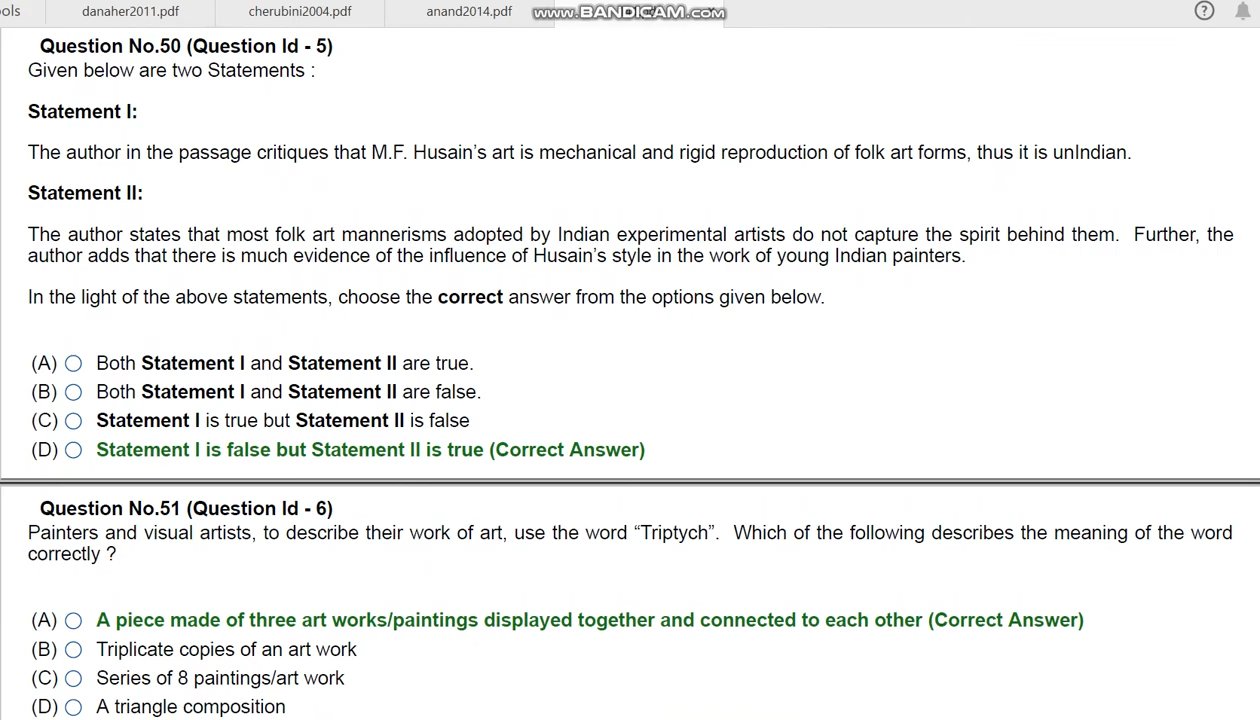 ols danaher2011.pdf cherubini2004.pdf anand2014.pdf www.BANDICAM.com
Question No.50 (Question Id - 5)
Given below are two Statements :
Statement I:
The author in the passage critiques that M.F. Husain's art is mechanical and rigid reproduction of folk art forms, thus it is unIndian.
Statement II:
The author states that most folk art mannerisms adopted by Indian experimental artists do not capture the spirit behind them. Further, the
author adds that there is much evidence of the influence of Husain's style in the work of young Indian painters.
In the light of the above statements, choose the correct answer from the options given below.
(A) Both Statement I and Statement II are true.
(B) Both Statement I and Statement II are false.
(C) Statement I is true but Statement II is false
(D) Statement I is false but Statement II is true (Correct Answer)
Question No.51 (Question Id - 6)
Painters and visual artists, to describe their work of art, use the word “Triptych”. Which of the following describes the meaning of the word
correctly ?
(A) A piece made of three art works/paintings displayed together and connected to each other (Correct Answer)
(B) Triplicate copies of an art work
(C) Series of 8 paintings/art work
(D) A triangle composition